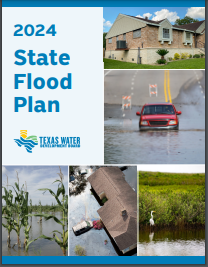 2024
State
Flood
Plan
TEXAS WATER
DEVELOPMENT BOARD